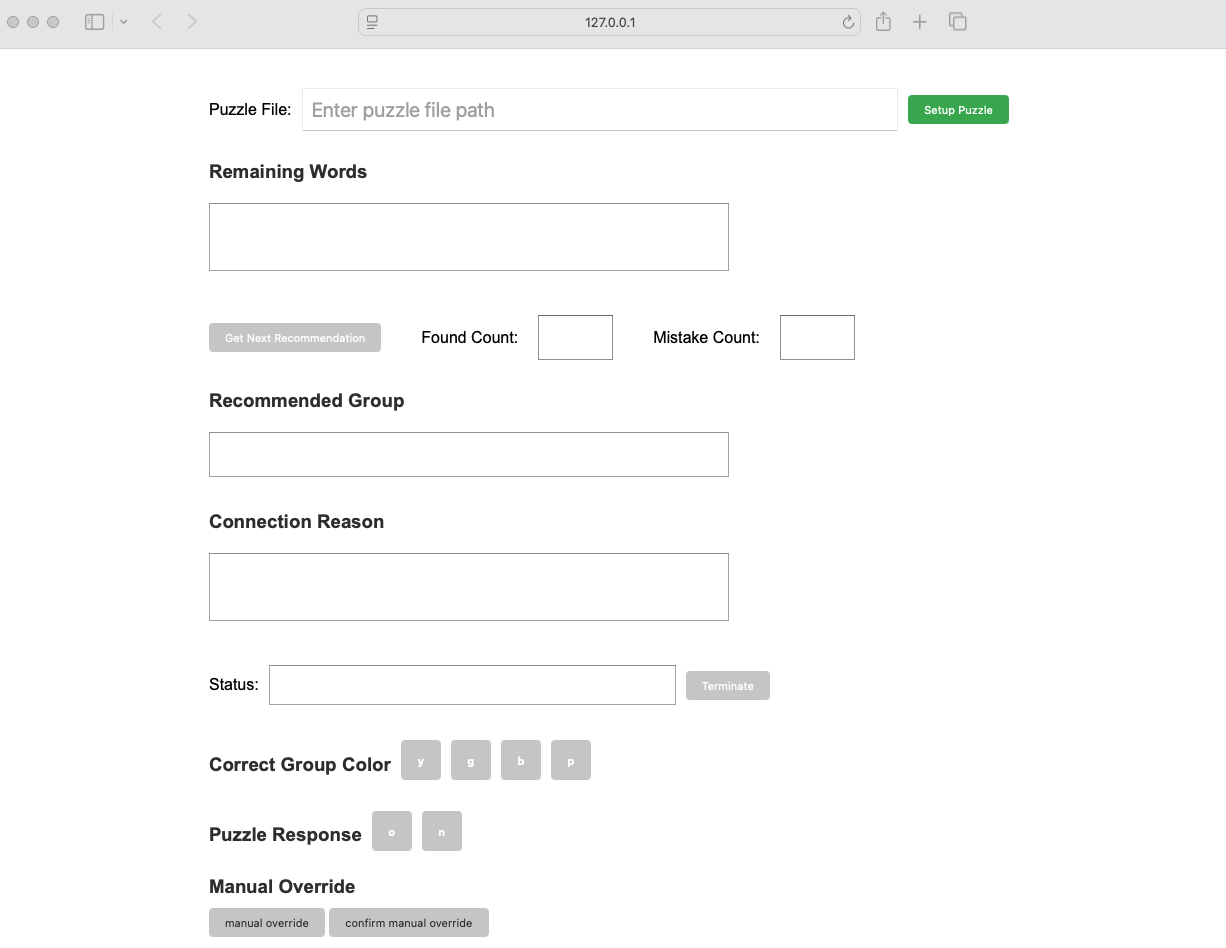 127.0.0.1
Puzzle File: Enter puzzle file path Setup Puzzle
Remaining Words
Get Next Recommendation Found Count: Mistake Count:
Recommended Group
Connection Reason
Status: Terminate
Correct Group Color y g b p
Puzzle Response o n
Manual Override
manual override confirm manual override